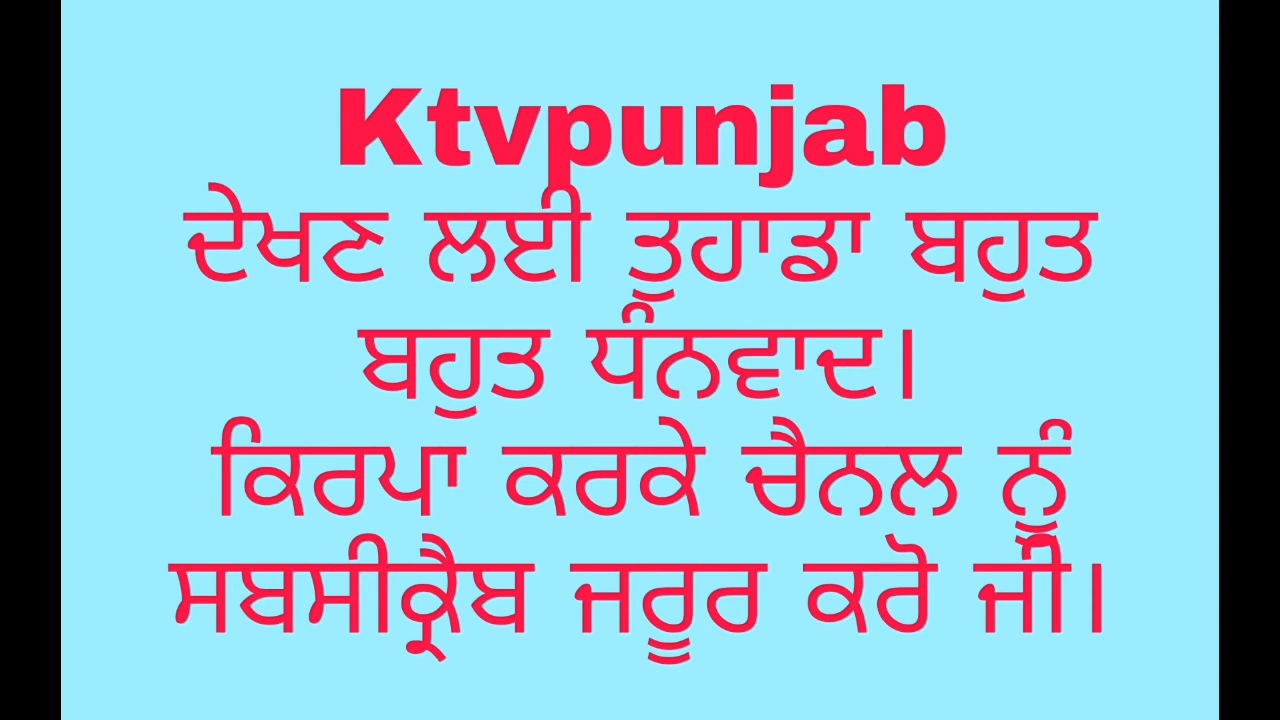 Ktvpunjab
ਦੇਖਣ ਲਈ ਤੁਹਾਡਾ ਬਹੁਤ
ਬਹੁਤ ਧੰਨਵਾਦ।
ਕਿਰਪਾ ਕਰਕੇ ਚੈਨਲ ਨੂੰ
ਸਬਸੀਕ੍ਰੈਬ ਜਰੂਰ ਕਰੋ ਜੀ।